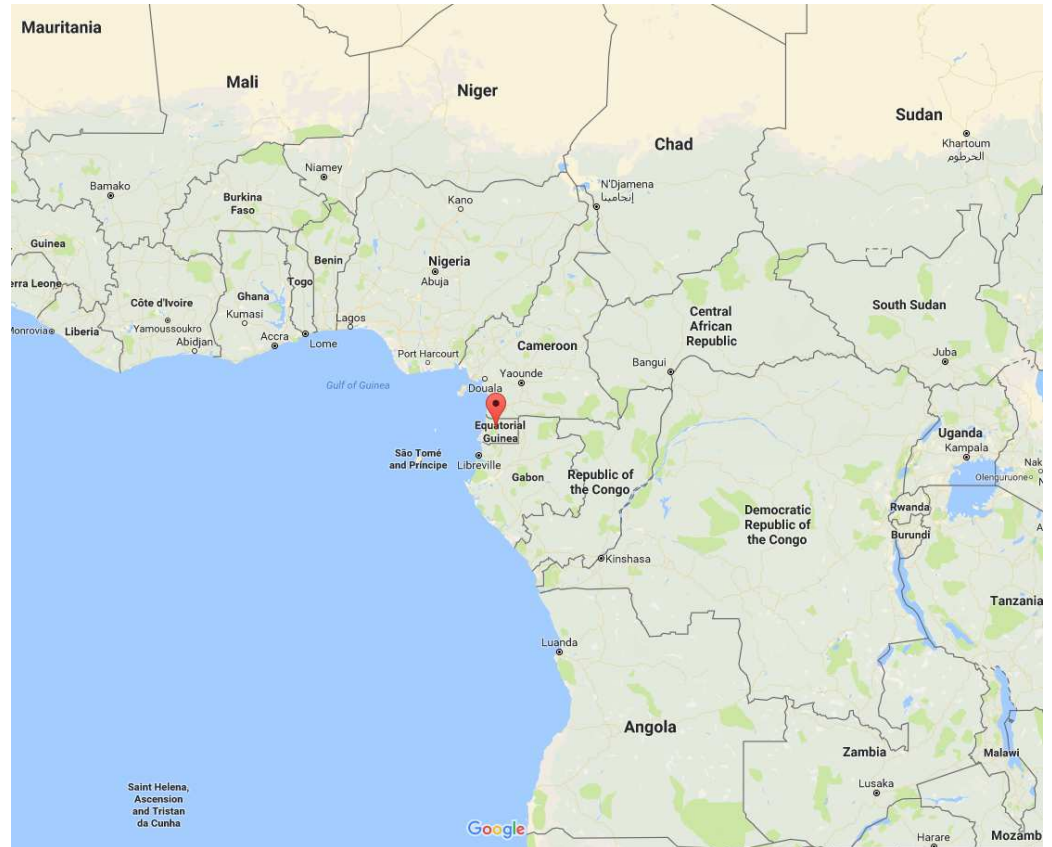 Mauritania
Mali
Niger
Sudan
Khartoum
الخرطوم
Chad
Niamey
N'Djamena
إنجامينا
Bamako
Burkina
Faso
Kano
Guinea
Benin
Nigeria
Abuja
Togo
erra Leone
Côte d'Ivoire
Ghana
Kumasi
South Sudan
Central
African
Republic
Monrovia
Liberia
Yamoussoukro
Abidjan
Accra
Lome
Lagos
Port Harcourt
Cameroon
Bangui
Juba
Gulf of Guinea
Douala
Yaounde
Equatorial
Guinea
Uganda
Kampala
São Tomé
and Príncipe
Libreville
Gabon
Republic of
the Congo
Nak
Olenguruone
N
Democratic
Republic of
the Congo
Rwanda
Burundi
A
Kinshasa
Tanzania
Luanda
Angola
Zambia
Malawi
Lusaka
Saint Helena,
Ascension
and Tristan
da Cunha
Google
Harare
Mozamb